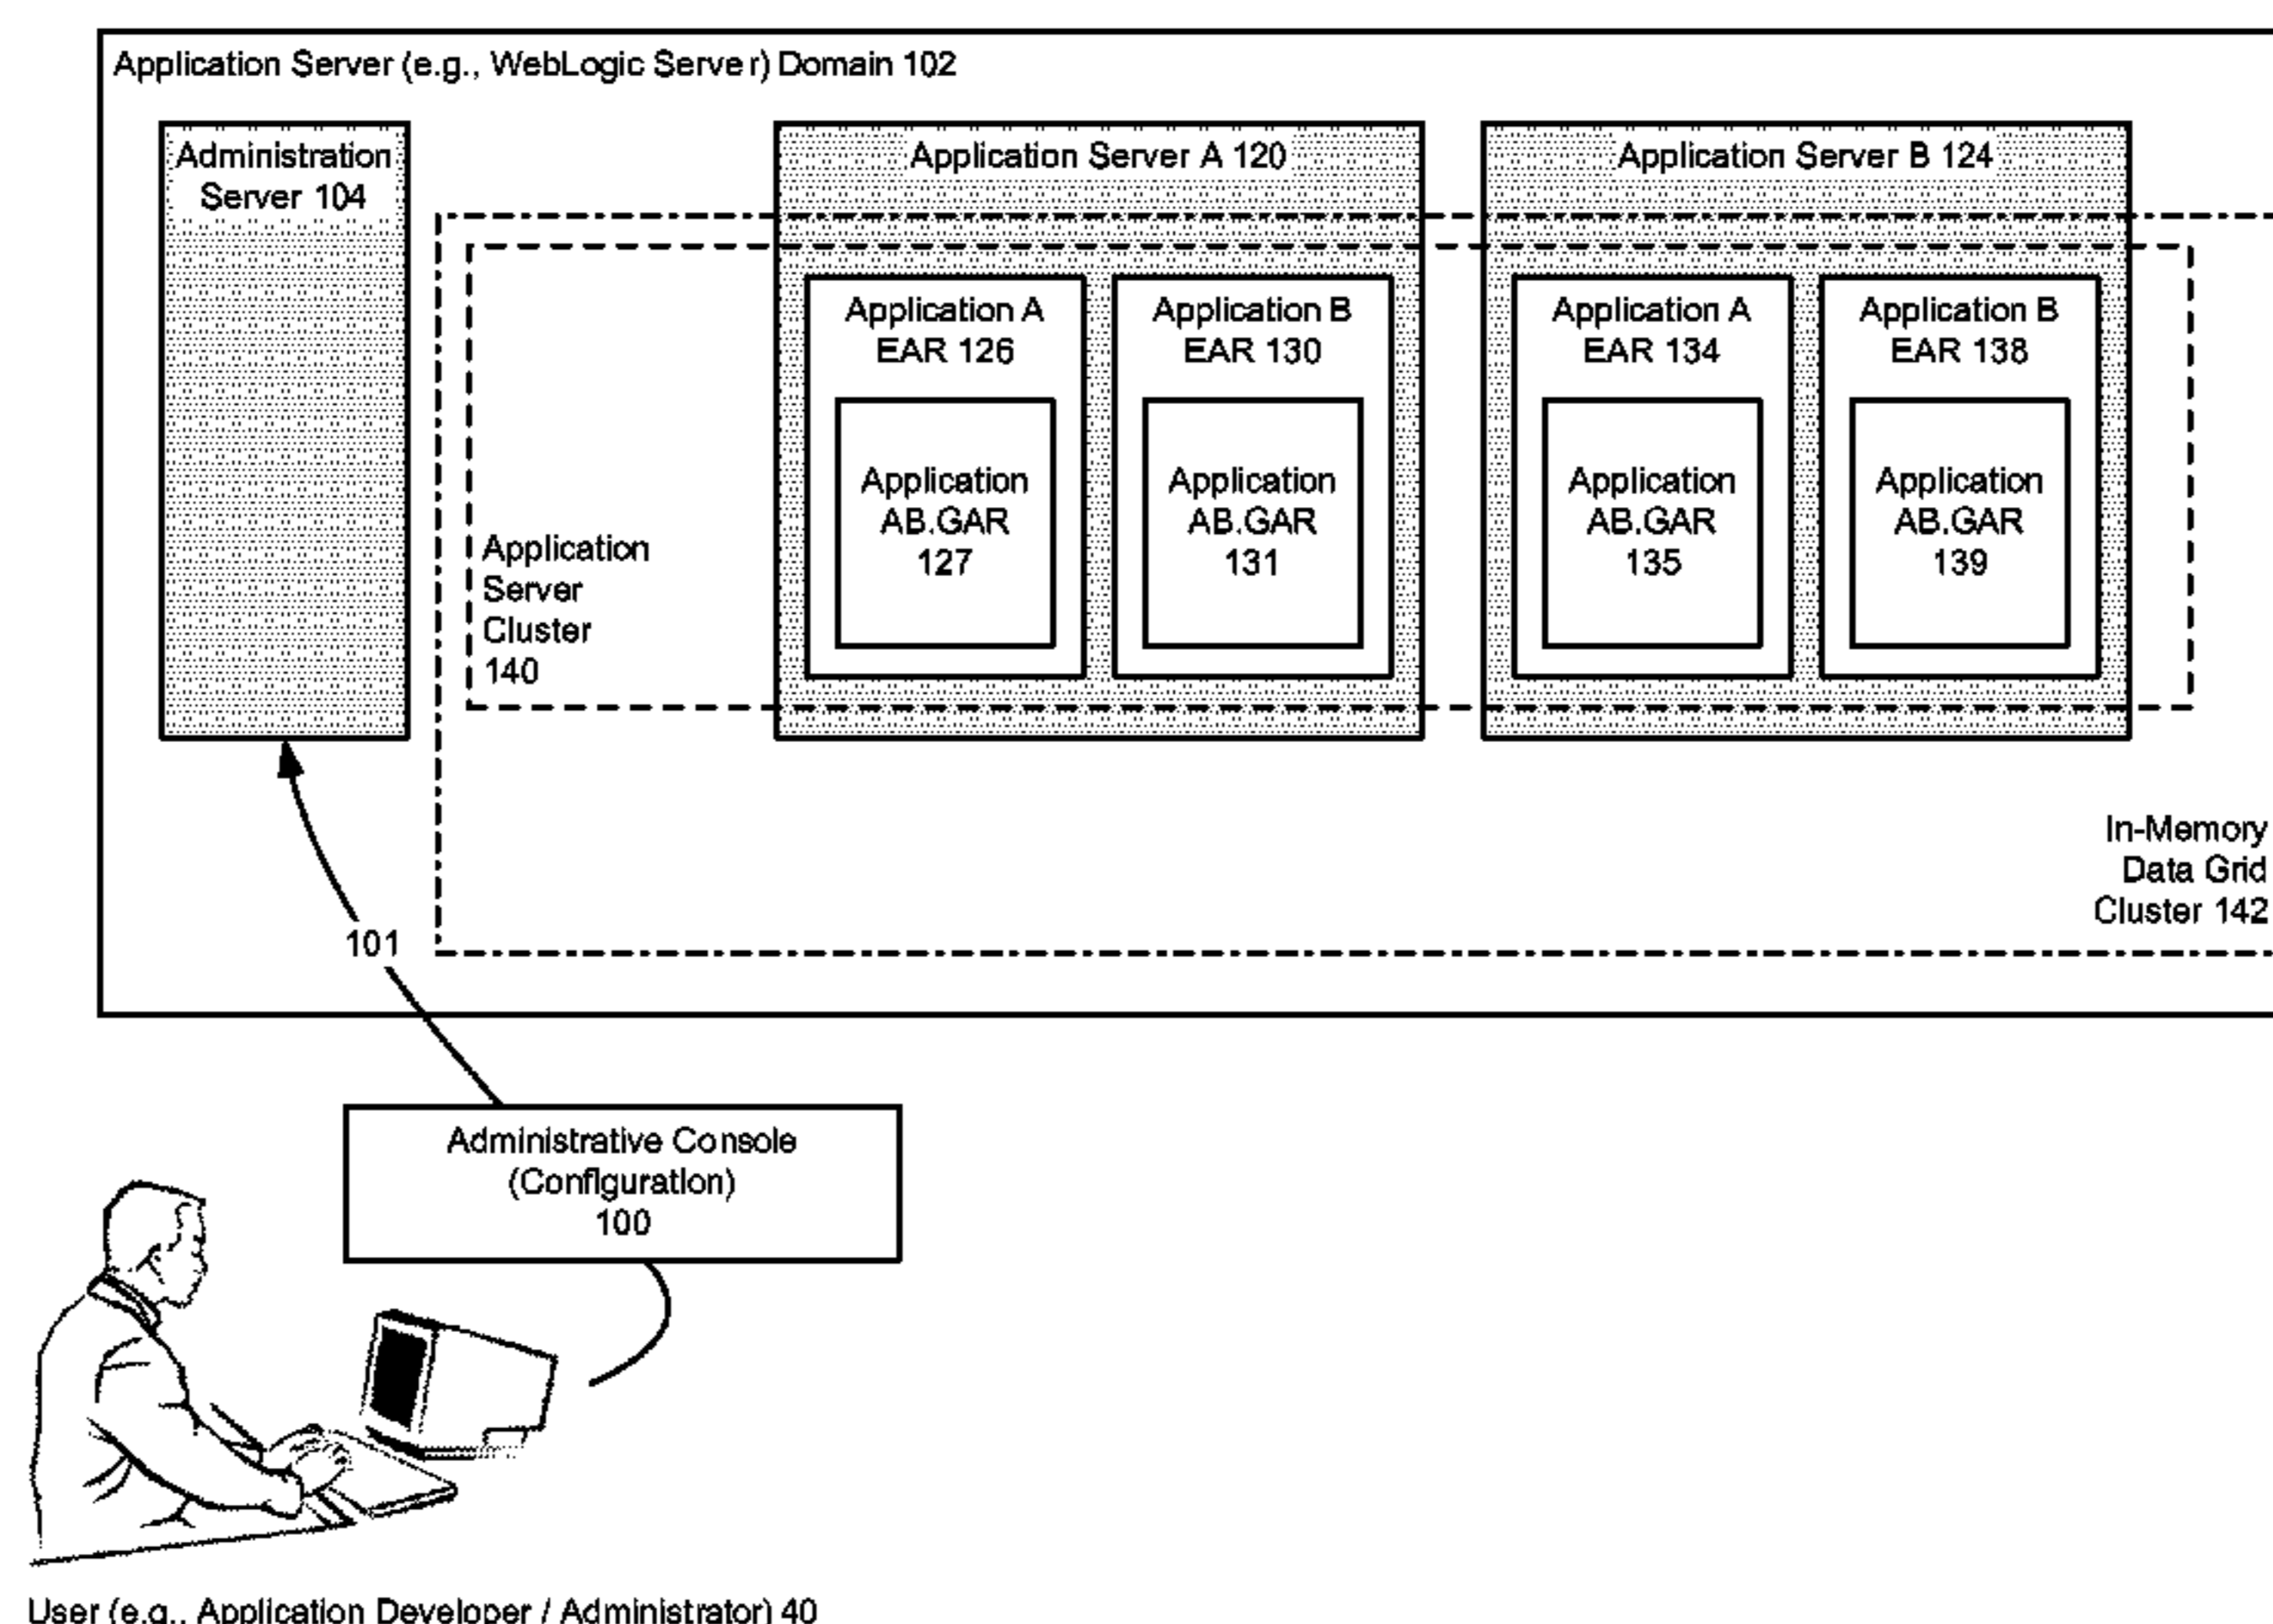 Application Server (e.g., WebLogic Server) Domain 102
Administration
Server 104
Application Server A 120
Application Server B 124
Application A
EAR 126
Application B
EAR 130
Application A
EAR 134
Application B
EAR 138
Application
AB.GAR
127
Application
AB.GAR
131
Application
AB.GAR
135
Application
AB.GAR
139
Application
Server
Cluster
140
In-Memory
Data Grid
Cluster 142
101
Administrative Console
(Configuration)
100
User (e.g., Application Developer / Administrator) 40